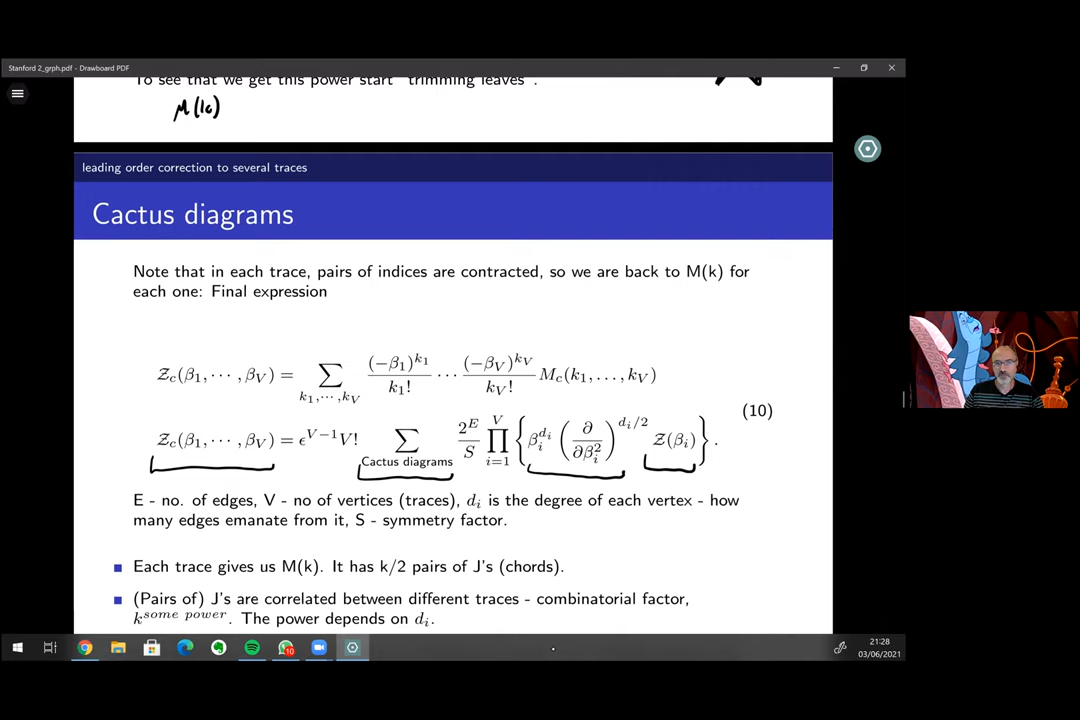 Stanford 2_grph.pdf - Drawboard PDF
To see that we get this power start "trimming leaves".
M(k)
leading order correction to several traces
Cactus diagrams
Note that in each trace, pairs of indices are contracted, so we are back to M(k) for
each one: Final expression
𝒵_c(β_1, ⋯ , β_V) = ∑_{k_1,⋯,k_V} \frac{(−β_1)^{k_1}}{k_1!} ⋯ \frac{(−β_V)^{k_V}}{k_V!} M_c(k_1, …, k_V)
(10)
𝒵_c(β_1, ⋯ , β_V) = ϵ^{V−1}V! ∑_{Cactus diagrams} \frac{2^E}{S} ∏_{i=1}^{V} { β_i^{d_i} (\frac{∂}{∂β_i^2})^{d_i/2} 𝒵(β_i) } .
E - no. of edges, V - no of vertices (traces), d_i is the degree of each vertex - how
many edges emanate from it, S - symmetry factor.
Each trace gives us M(k). It has k/2 pairs of J's (chords).
(Pairs of) J's are correlated between different traces - combinatorial factor,
k^{some power}. The power depends on d_i.
10
21:28
03/06/2021